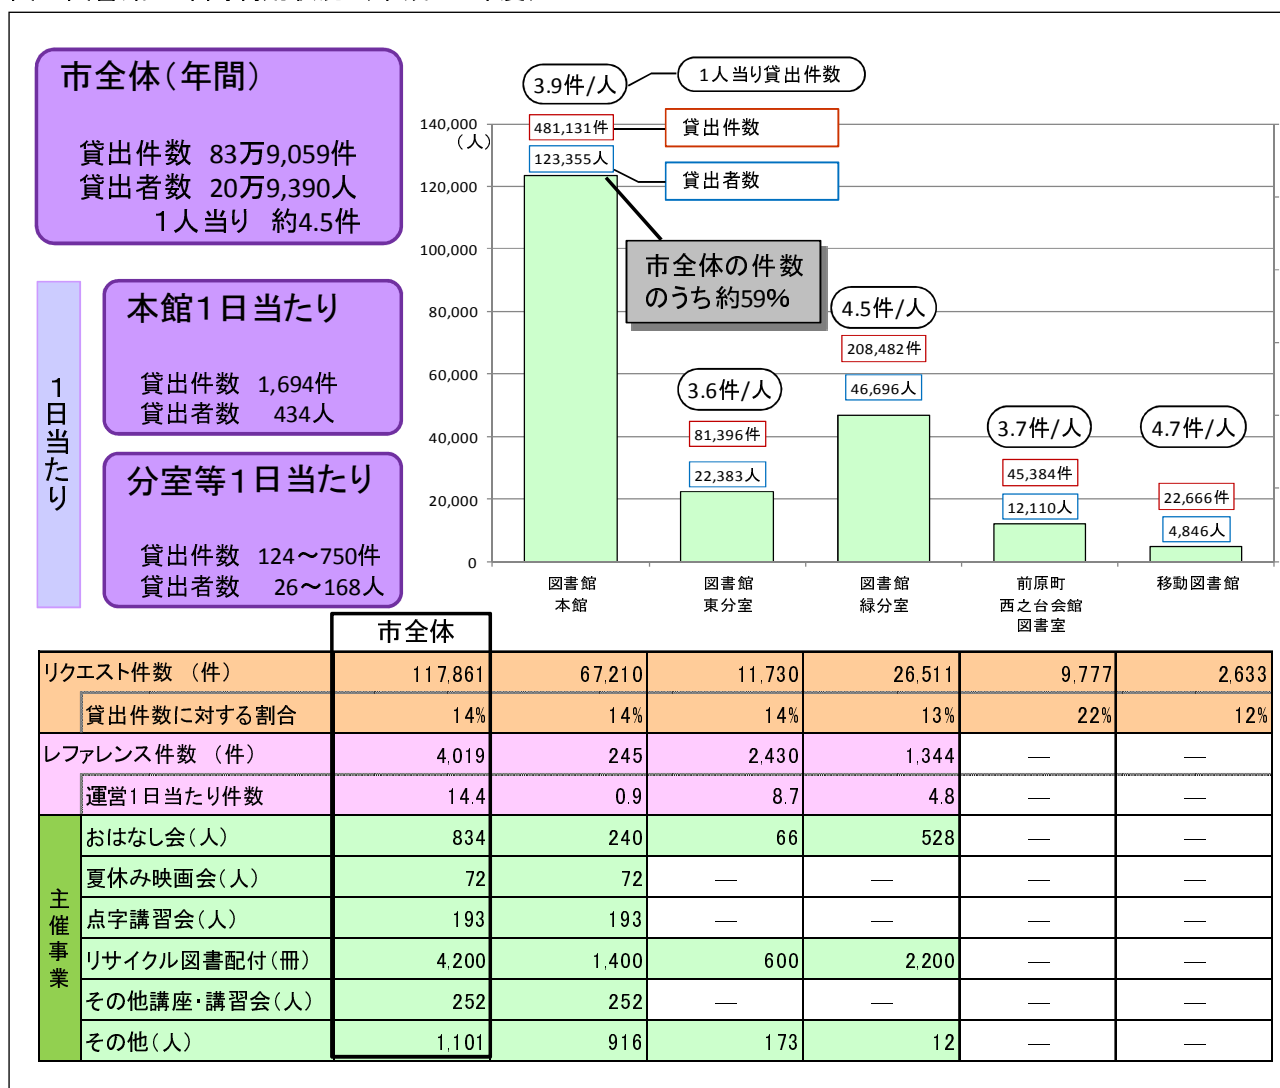 市全体(年間)
貸出件数 83万9,059件
貸出者数 20万9,390人
1人当り 約4.5件
1日当たり
本館1日当たり
貸出件数 1,694件
貸出者数 434人
分室等1日当たり
貸出件数 124～750件
貸出者数 26～168人
3.9件/人
1人当り貸出件数
481,131件
貸出件数
123,355人
貸出者数
市全体の件数
のうち約59%
3.6件/人
81,396件
22,383人
4.5件/人
208,482件
46,696人
3.7件/人
45,384件
12,110人
4.7件/人
22,666件
4,846人
140,000
(人)
120,000
100,000
80,000
60,000
40,000
20,000
0
図書館
本館
図書館
東分室
図書館
緑分室
前原町
西之台会館
図書室
移動図書館
市全体
リクエスト件数 (件) 117,861 67,210 11,730 26,511 9,777 2,633
貸出件数に対する割合 14% 14% 14% 13% 22% 12%
レファレンス件数 (件) 4,019 245 2,430 1,344 — —
運営1日当たり件数 14.4 0.9 8.7 4.8 — —
主催事業
おはなし会(人) 834 240 66 528 — —
夏休み映画会(人) 72 72 — — — —
点字講習会(人) 193 193 — — — —
リサイクル図書配付(冊) 4,200 1,400 600 2,200 — —
その他講座・講習会(人) 252 252 — — — —
その他(人) 1,101 916 173 12 — —